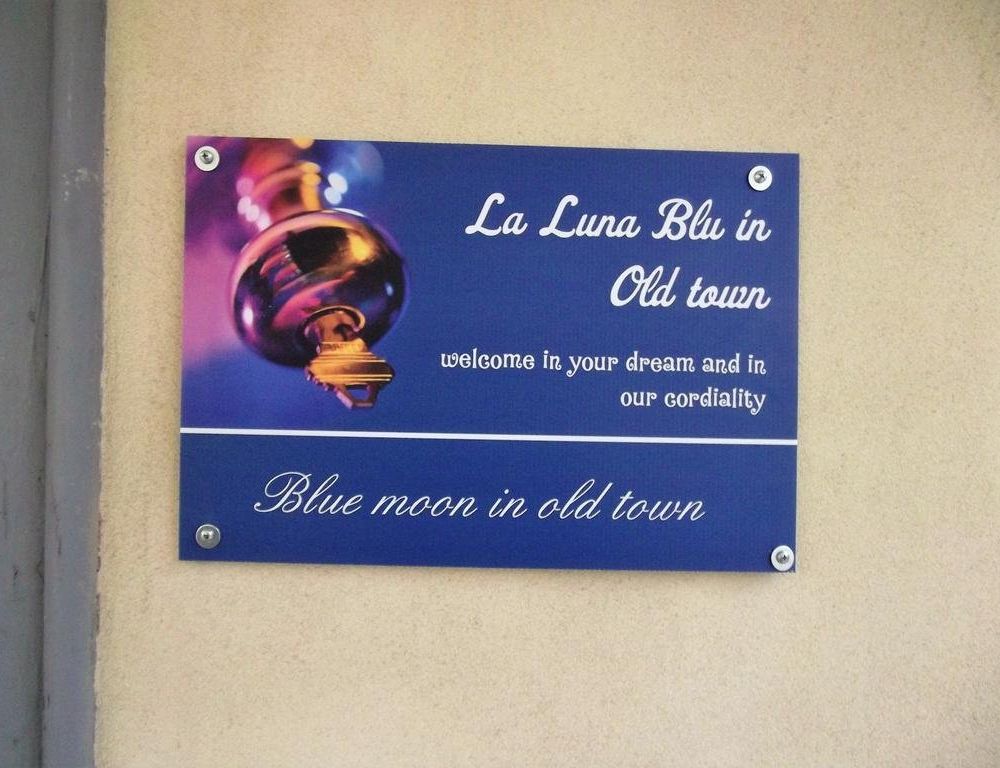 La Luna Blu in
Old town
welcome in your dream and in
our cordiality
Blue moon in old town